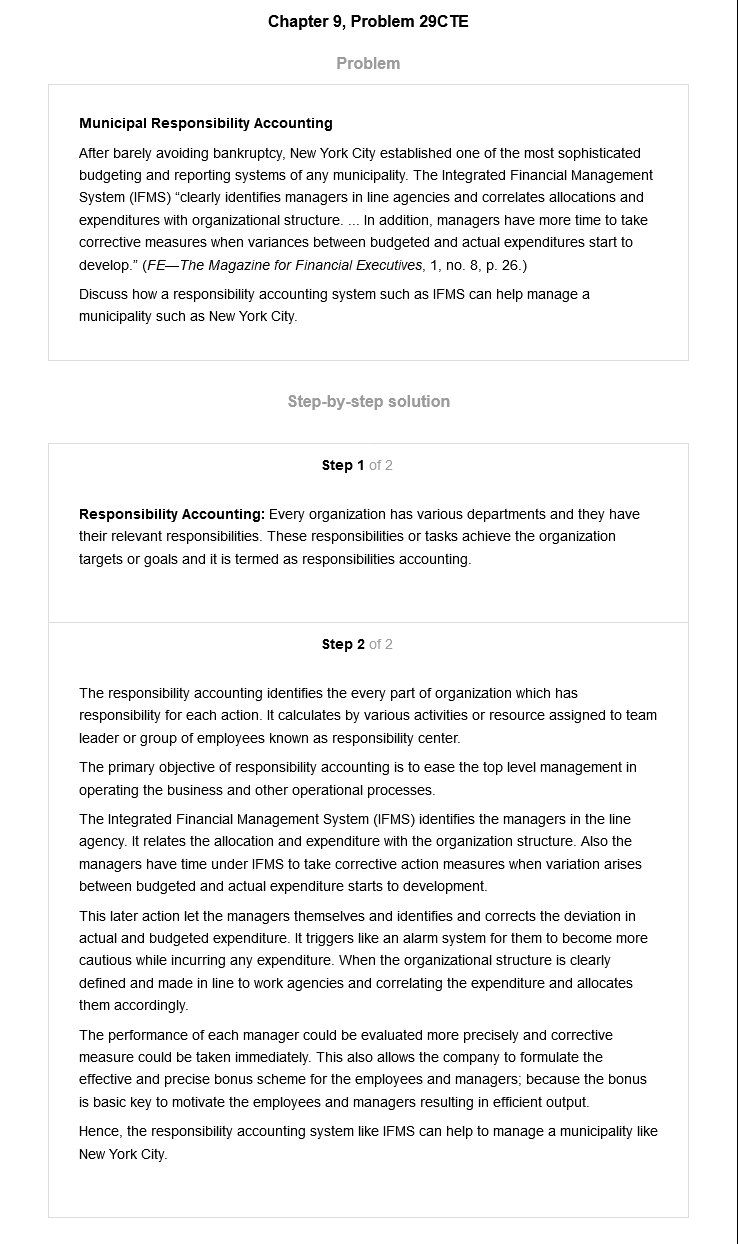 Chapter 9, Problem 29CTE
Problem
Municipal Responsibility Accounting
After barely avoiding bankruptcy, New York City established one of the most sophisticated
budgeting and reporting systems of any municipality. The Integrated Financial Management
System (IFMS) “clearly identifies managers in line agencies and correlates allocations and
expenditures with organizational structure. ... In addition, managers have more time to take
corrective measures when variances between budgeted and actual expenditures start to
develop.” (FE—The Magazine for Financial Executives, 1, no. 8, p. 26.)
Discuss how a responsibility accounting system such as IFMS can help manage a
municipality such as New York City.
Step-by-step solution
Step 1 of 2
Responsibility Accounting: Every organization has various departments and they have
their relevant responsibilities. These responsibilities or tasks achieve the organization
targets or goals and it is termed as responsibilities accounting.
Step 2 of 2
The responsibility accounting identifies the every part of organization which has
responsibility for each action. It calculates by various activities or resource assigned to team
leader or group of employees known as responsibility center.
The primary objective of responsibility accounting is to ease the top level management in
operating the business and other operational processes.
The Integrated Financial Management System (IFMS) identifies the managers in the line
agency. It relates the allocation and expenditure with the organization structure. Also the
managers have time under IFMS to take corrective action measures when variation arises
between budgeted and actual expenditure starts to development.
This later action let the managers themselves and identifies and corrects the deviation in
actual and budgeted expenditure. It triggers like an alarm system for them to become more
cautious while incurring any expenditure. When the organizational structure is clearly
defined and made in line to work agencies and correlating the expenditure and allocates
them accordingly.
The performance of each manager could be evaluated more precisely and corrective
measure could be taken immediately. This also allows the company to formulate the
effective and precise bonus scheme for the employees and managers; because the bonus
is basic key to motivate the employees and managers resulting in efficient output.
Hence, the responsibility accounting system like IFMS can help to manage a municipality like
New York City.